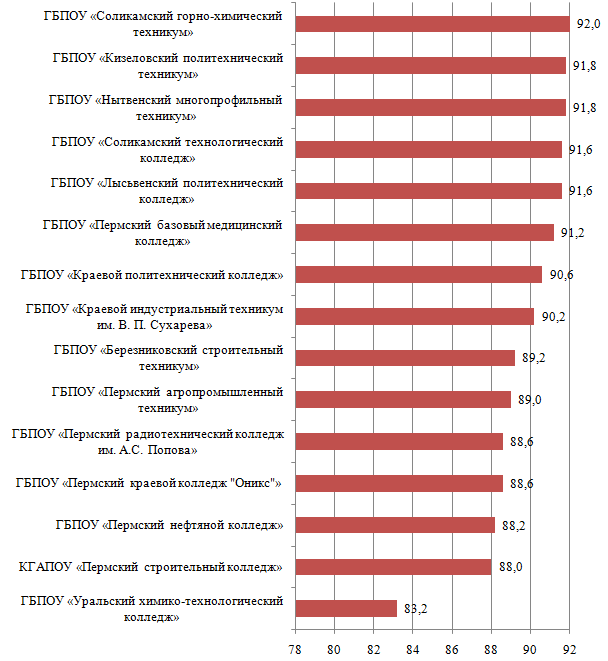 ГБПОУ «Соликамский горно-химический
техникум»
92,0
ГБПОУ «Кизеловский политехнический
техникум»
91,8
ГБПОУ «Нытвенский многопрофильный
техникум»
91,8
ГБПОУ «Соликамский технологический
колледж»
91,6
ГБПОУ «Лысьвенский политехнический
колледж»
91,6
ГБПОУ «Пермский базовый медицинский
колледж»
91,2
ГБПОУ «Краевой политехнический колледж»
90,6
ГБПОУ «Краевой индустриальный техникум
им. В. П. Сухарева»
90,2
ГБПОУ «Березниковский строительный
техникум»
89,2
ГБПОУ «Пермский агропромышленный
техникум»
89,0
ГБПОУ «Пермский радиотехнический колледж
им. А.С. Попова»
88,6
ГБПОУ «Пермский краевой колледж "Оникс"»
88,6
ГБПОУ «Пермский нефтяной колледж»
88,2
КГАПОУ «Пермский строительный колледж»
88,0
ГБПОУ «Уральский химико-технологический
колледж»
83,2
78 80 82 84 86 88 90 92